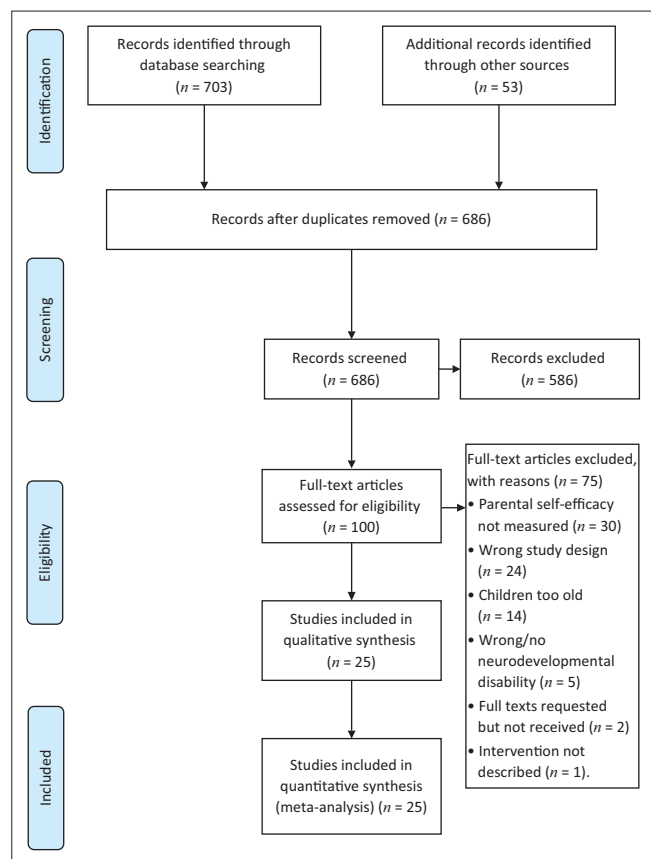 Identification
Records identified through
database searching
(n = 703)
Additional records identified
through other sources
(n = 53)
Records after duplicates removed (n = 686)
Screening
Records screened
(n = 686)
Records excluded
(n = 586)
Eligibility
Full-text articles
assessed for eligibility
(n = 100)
Full-text articles excluded,
with reasons (n = 75)
• Parental self-efficacy
not measured (n = 30)
• Wrong study design
(n = 24)
• Children too old
(n = 14)
• Wrong/no
neurodevelopmental
disability (n = 5)
• Full texts requested
but not received (n = 2)
• Intervention not
described (n = 1).
Studies included in
qualitative synthesis
(n = 25)
Included
Studies included in
quantitative synthesis
(meta-analysis) (n = 25)